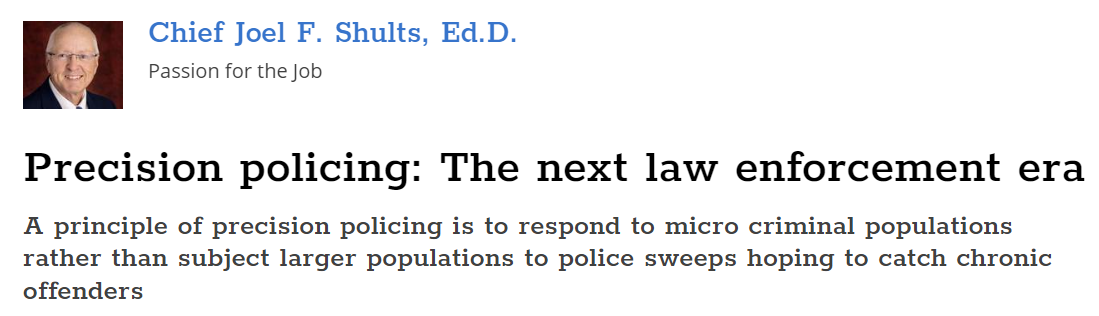 Chief Joel F. Shults, Ed.D.
Passion for the Job
Precision policing: The next law enforcement era
A principle of precision policing is to respond to micro criminal populations
rather than subject larger populations to police sweeps hoping to catch chronic
offenders